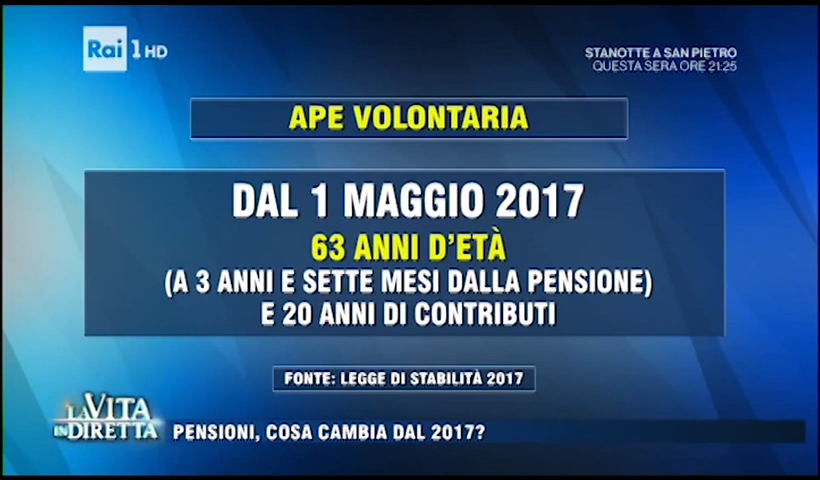 Rai 1 HD
STANOTTE A SAN PIETRO
QUESTA SERA ORE 21:25
APE VOLONTARIA
DAL 1 MAGGIO 2017
63 ANNI D'ETÀ
(A 3 ANNI E SETTE MESI DALLA PENSIONE)
E 20 ANNI DI CONTRIBUTI
FONTE: LEGGE DI STABILITÀ 2017
LA VITA
IN DIRETTA
PENSIONI, COSA CAMBIA DAL 2017?